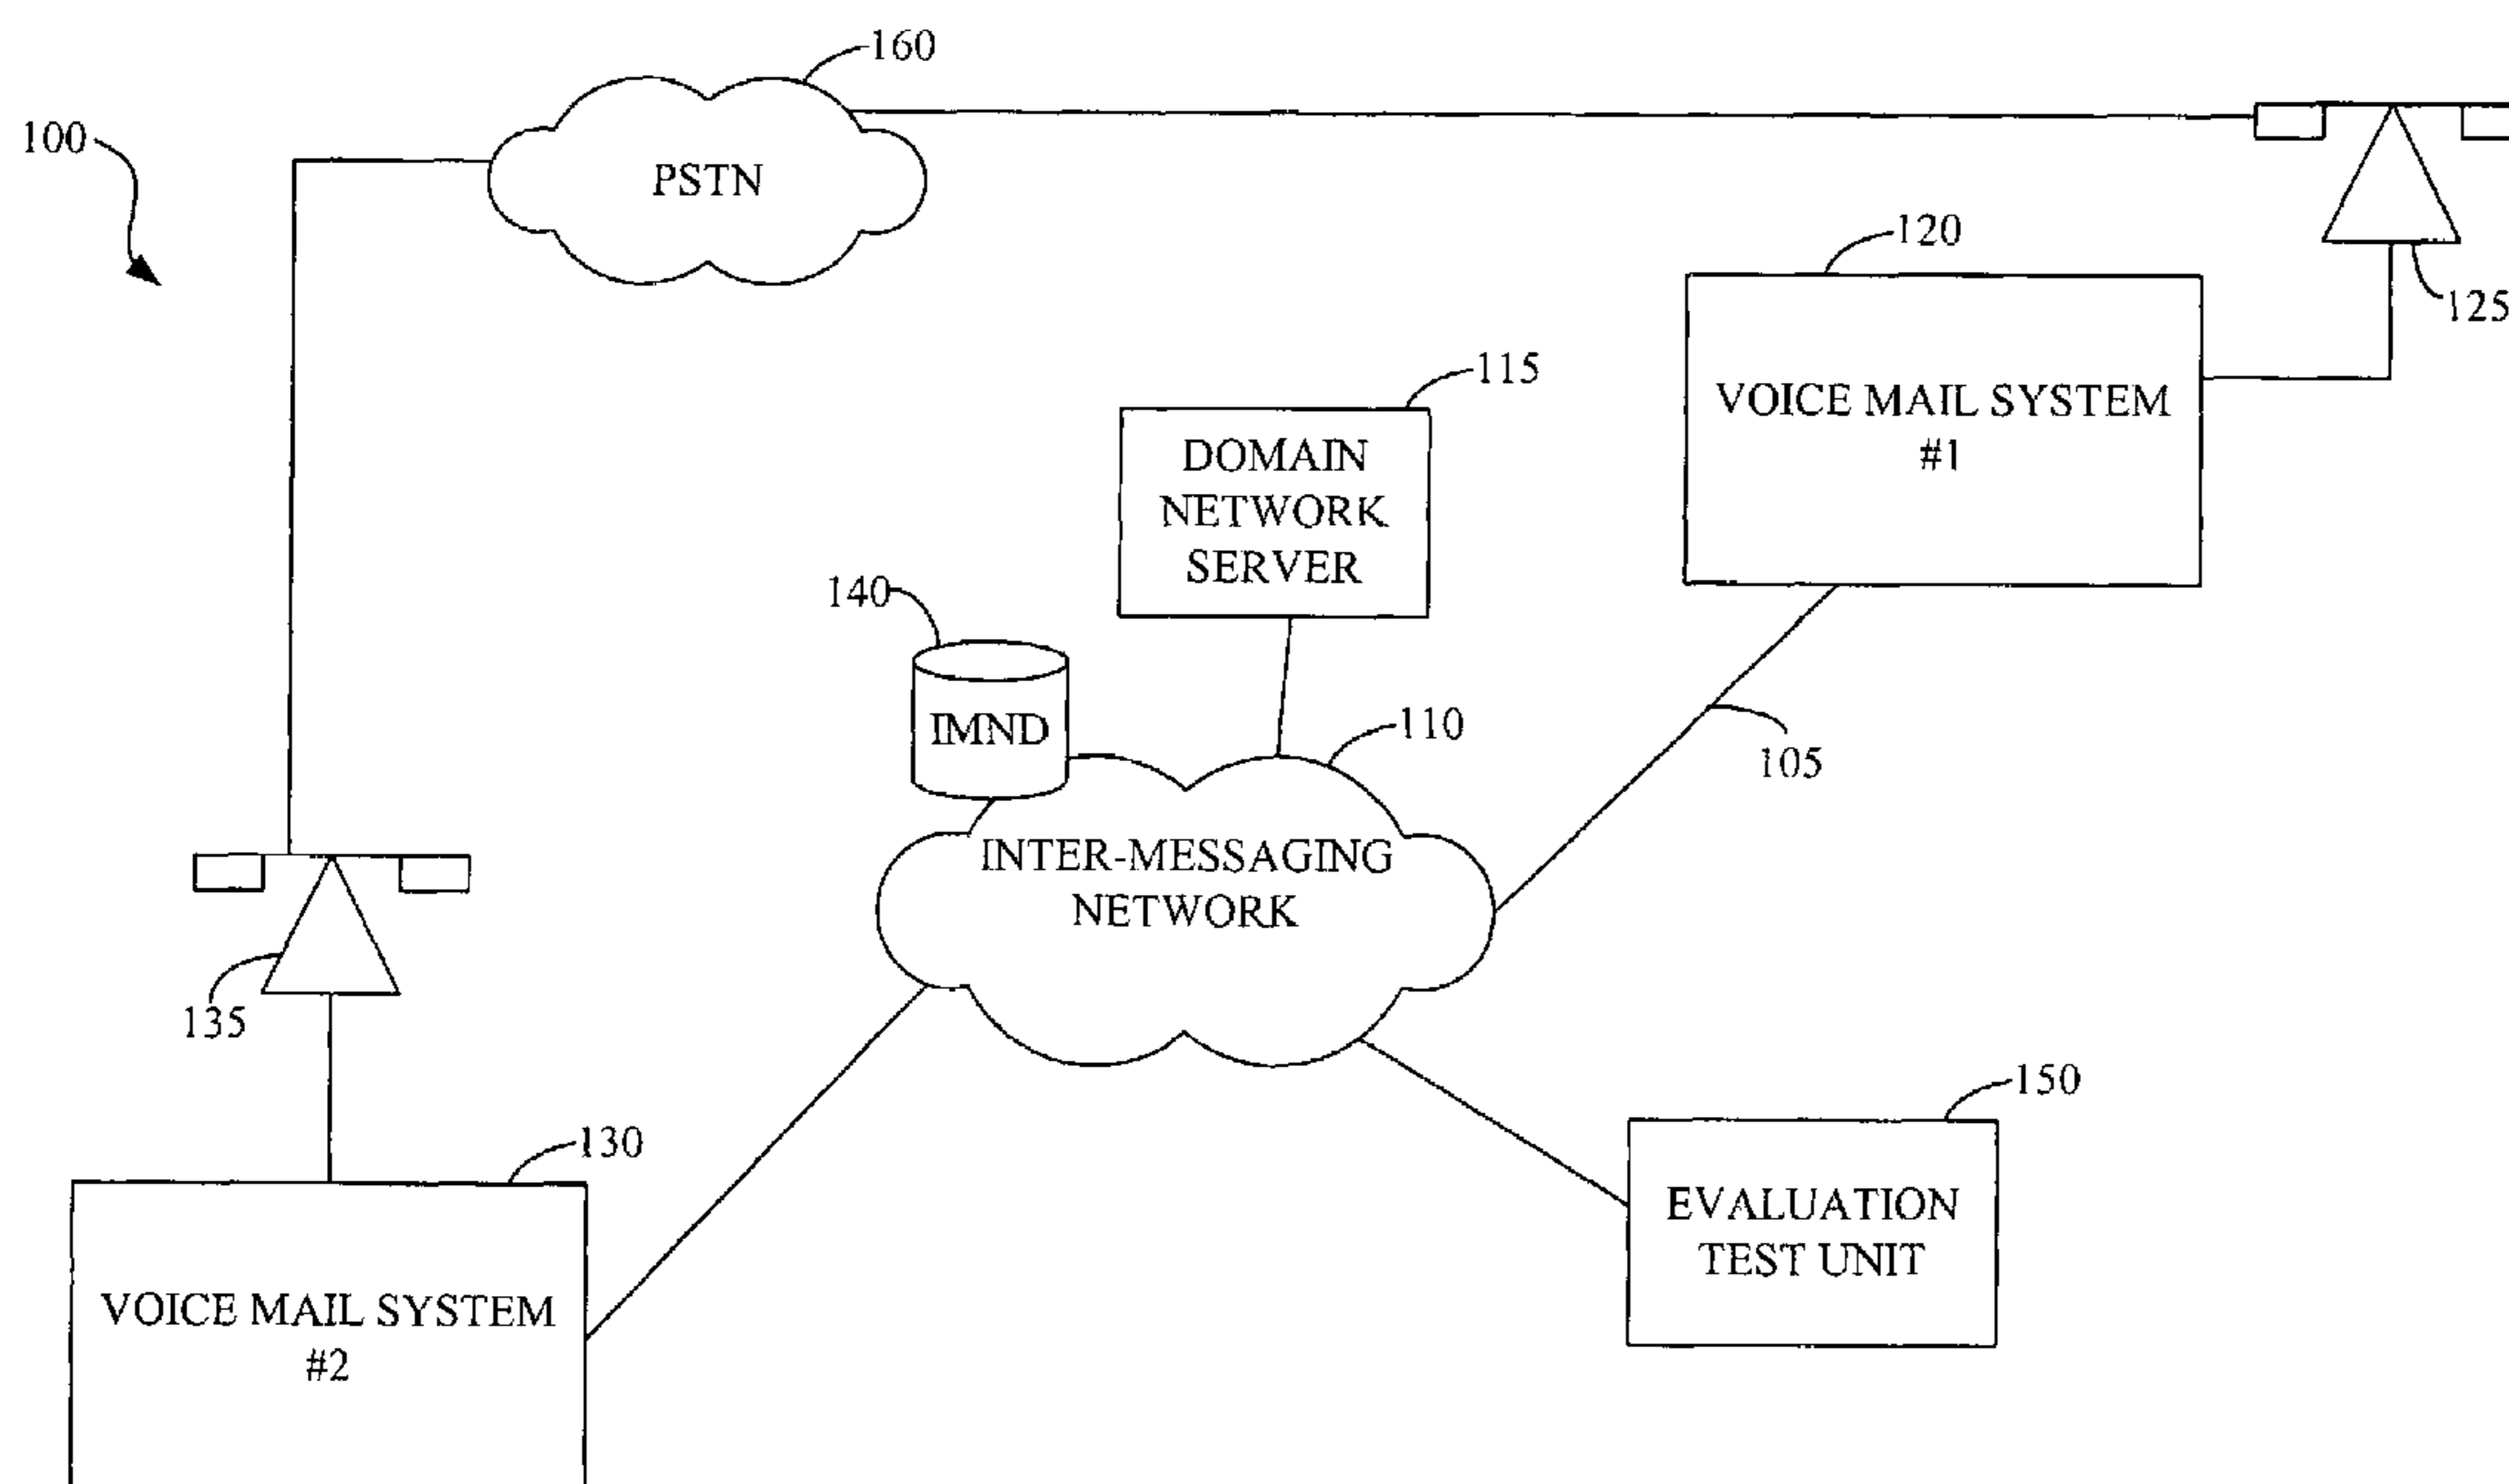 160
100
PSTN
120
125
115
VOICE MAIL SYSTEM
#1
DOMAIN
NETWORK
SERVER
140
IMND
110
105
INTER-MESSAGING
NETWORK
135
150
130
EVALUATION
TEST UNIT
VOICE MAIL SYSTEM
#2